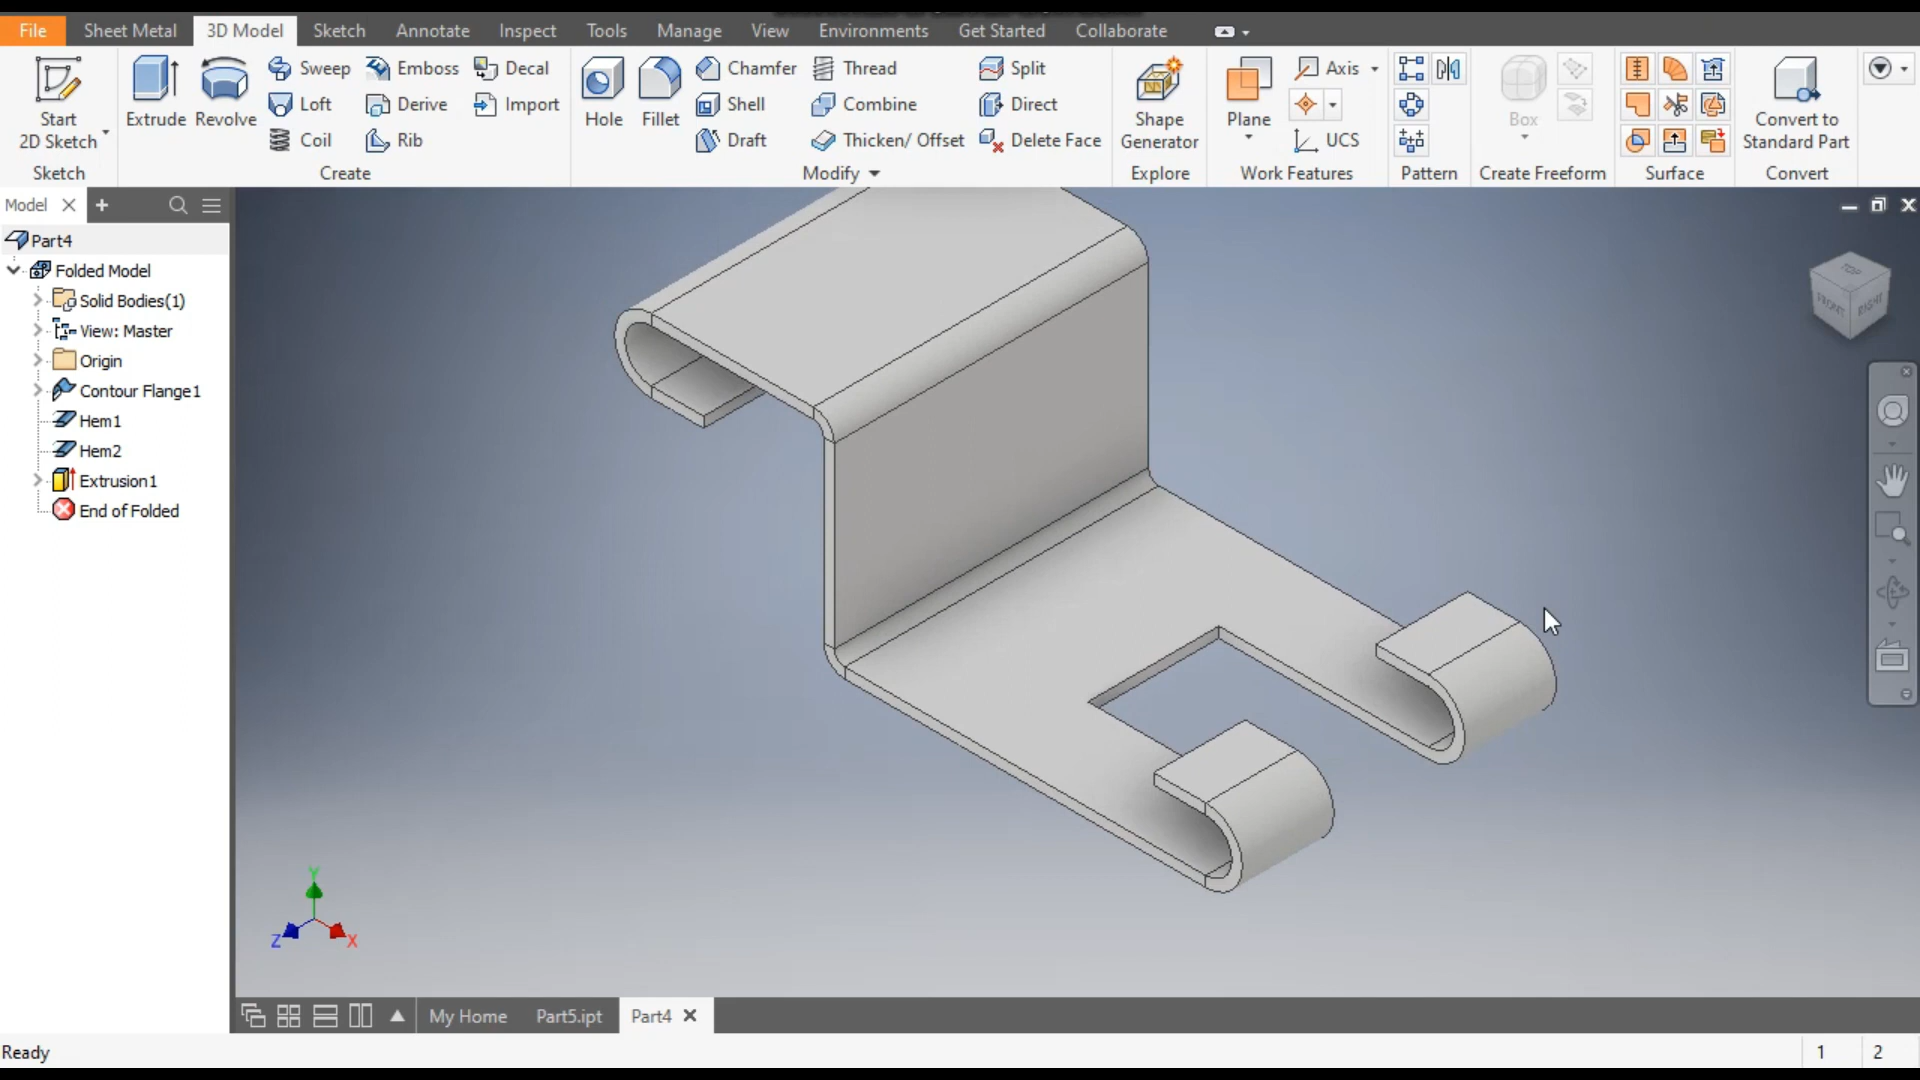 File Sheet Metal 3D Model Sketch Annotate Inspect Tools Manage View Environments Get Started Collaborate
Start
2D Sketch
Extrude
Revolve
Sweep
Loft
Coil
Emboss
Derive
Rib
Decal
Import
Hole
Fillet
Chamfer
Shell
Draft
Thread
Combine
Thicken/ Offset
Split
Direct
Delete Face
Shape
Generator
Plane
Axis
UCS
Box
Convert to
Standard Part
Sketch Create Modify Explore Work Features Pattern Create Freeform Surface Convert
Model
Part4
Folded Model
Solid Bodies(1)
View: Master
Origin
Contour Flange1
Hem1
Hem2
Extrusion1
End of Folded
TOP
FRONT
RIGHT
Y
Z
X
My Home Part5.ipt Part4
Ready 1 2